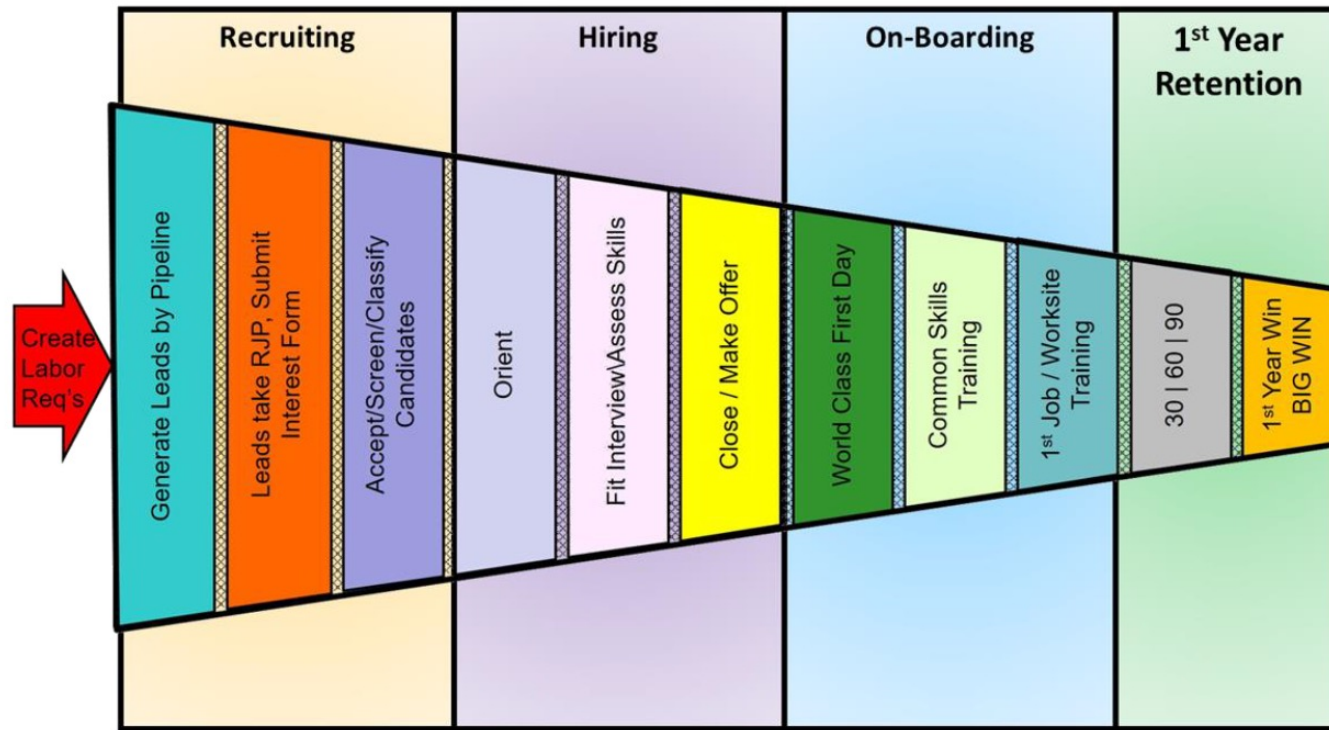 Recruiting
Hiring
On-Boarding
1st Year
Retention
Create
Labor
Req's
Generate Leads by Pipeline
Leads take RJP, Submit
Interest Form
Accept/Screen/Classify
Candidates
Orient
Fit Interview\Assess Skills
Close / Make Offer
World Class First Day
Common Skills
Training
1st Job / Worksite
Training
30 | 60 | 90
1st Year Win
BIG WIN